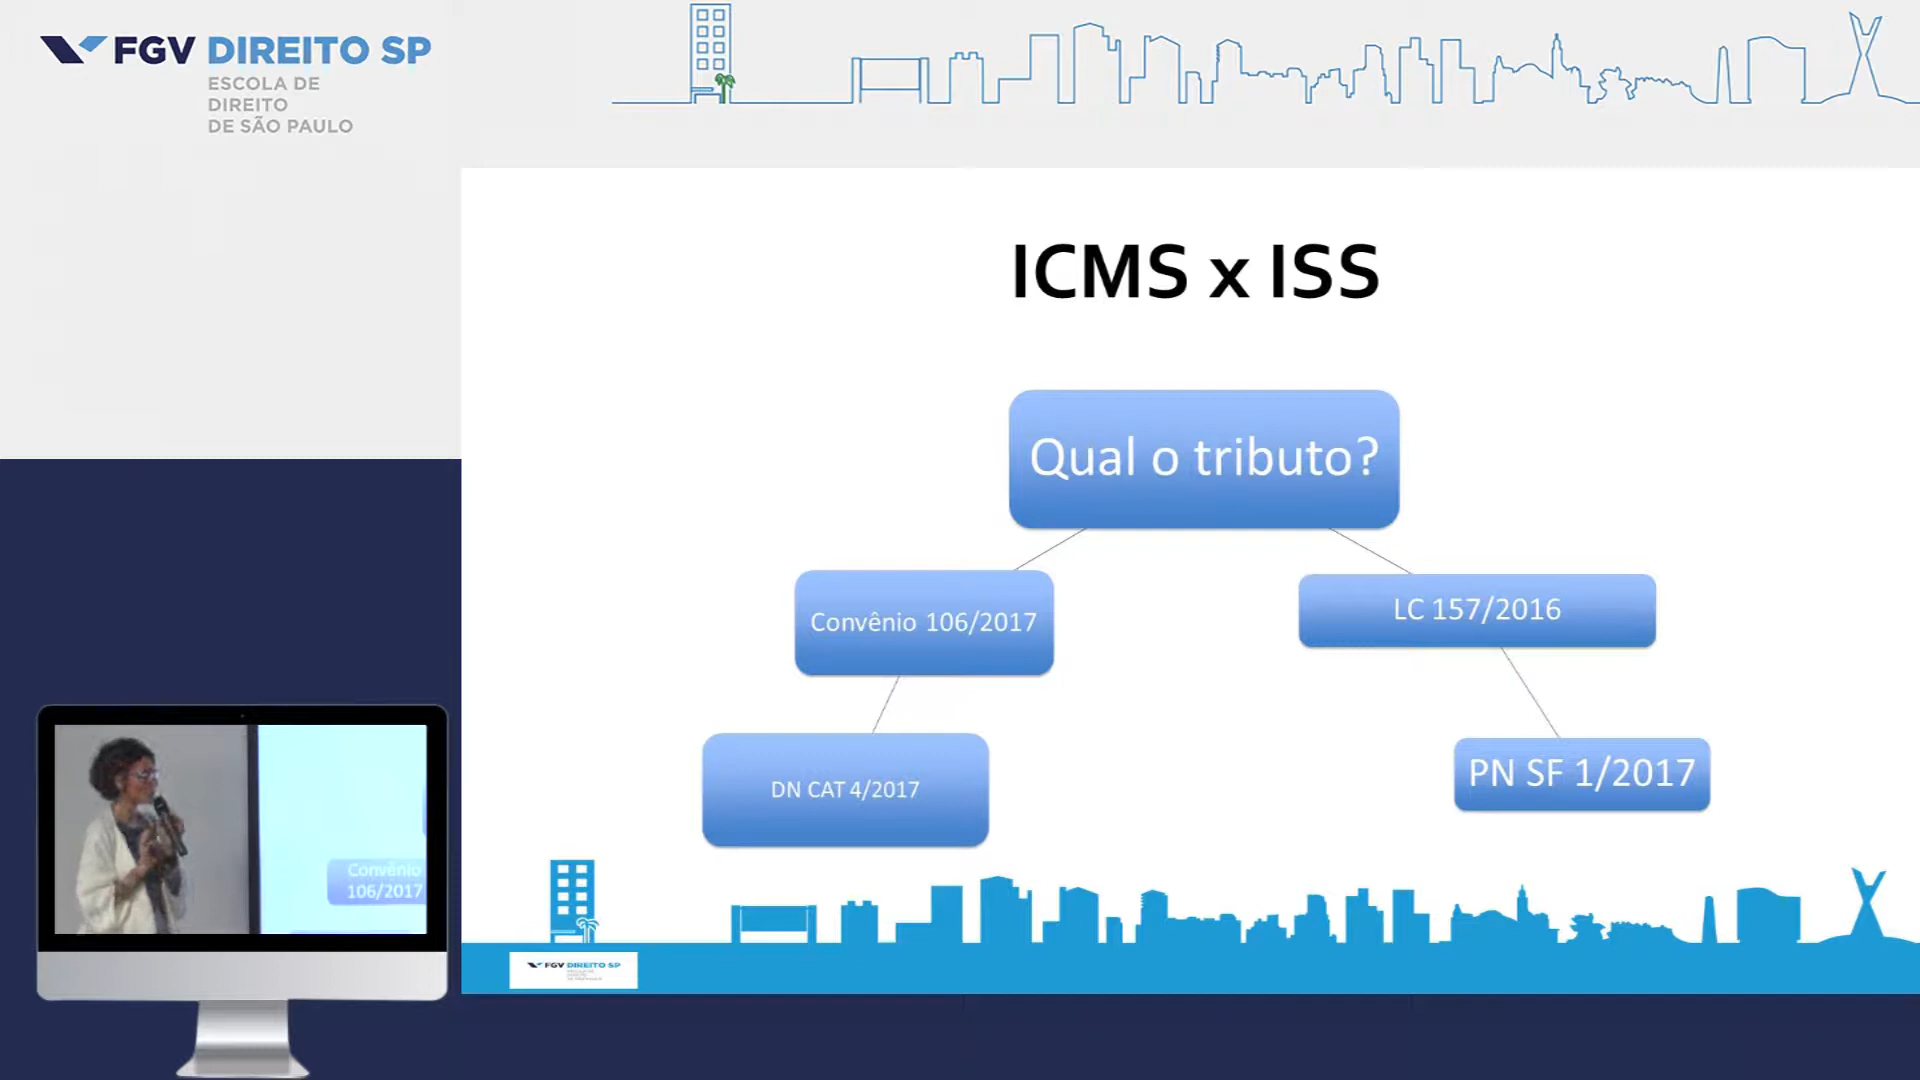 FGV DIREITO SP
ESCOLA DE
DIREITO
DE SÃO PAULO
ICMS x ISS
Qual o tributo?
Convênio 106/2017
LC 157/2016
DN CAT 4/2017
PN SF 1/2017
Convênio
106/2017
FGV DIREITO SP